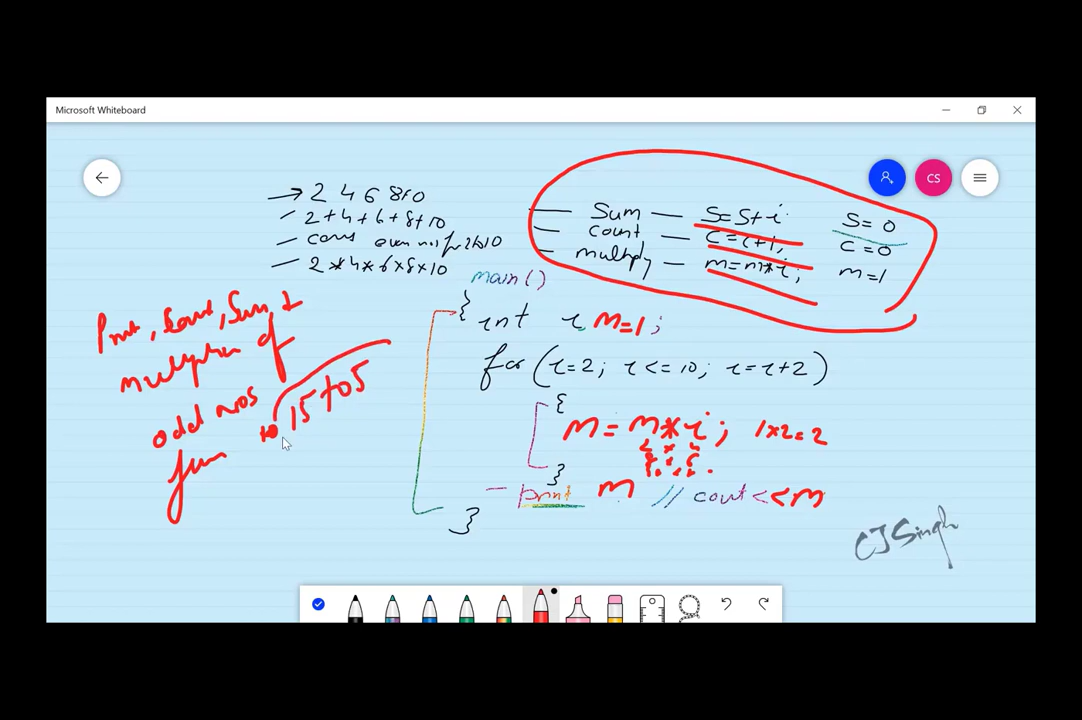 Microsoft Whiteboard
CS
→ 2 4 6 8 10
2+4+6+8+10
count even nos for 2 to 10
2*4*6*8*10
Sum — S=S+i
count — C=C+1;
multiply — m=m*i;
S=0
C=0
m=1
main()
{
int i m=1;
for (i=2; i<=10; i=i+2)
{
m=m*i; 1x2=2
}
print m // cout<<m
}
Print, count, Sum, &
multiplication of
odd nos
from 15 to 5
CJSingh